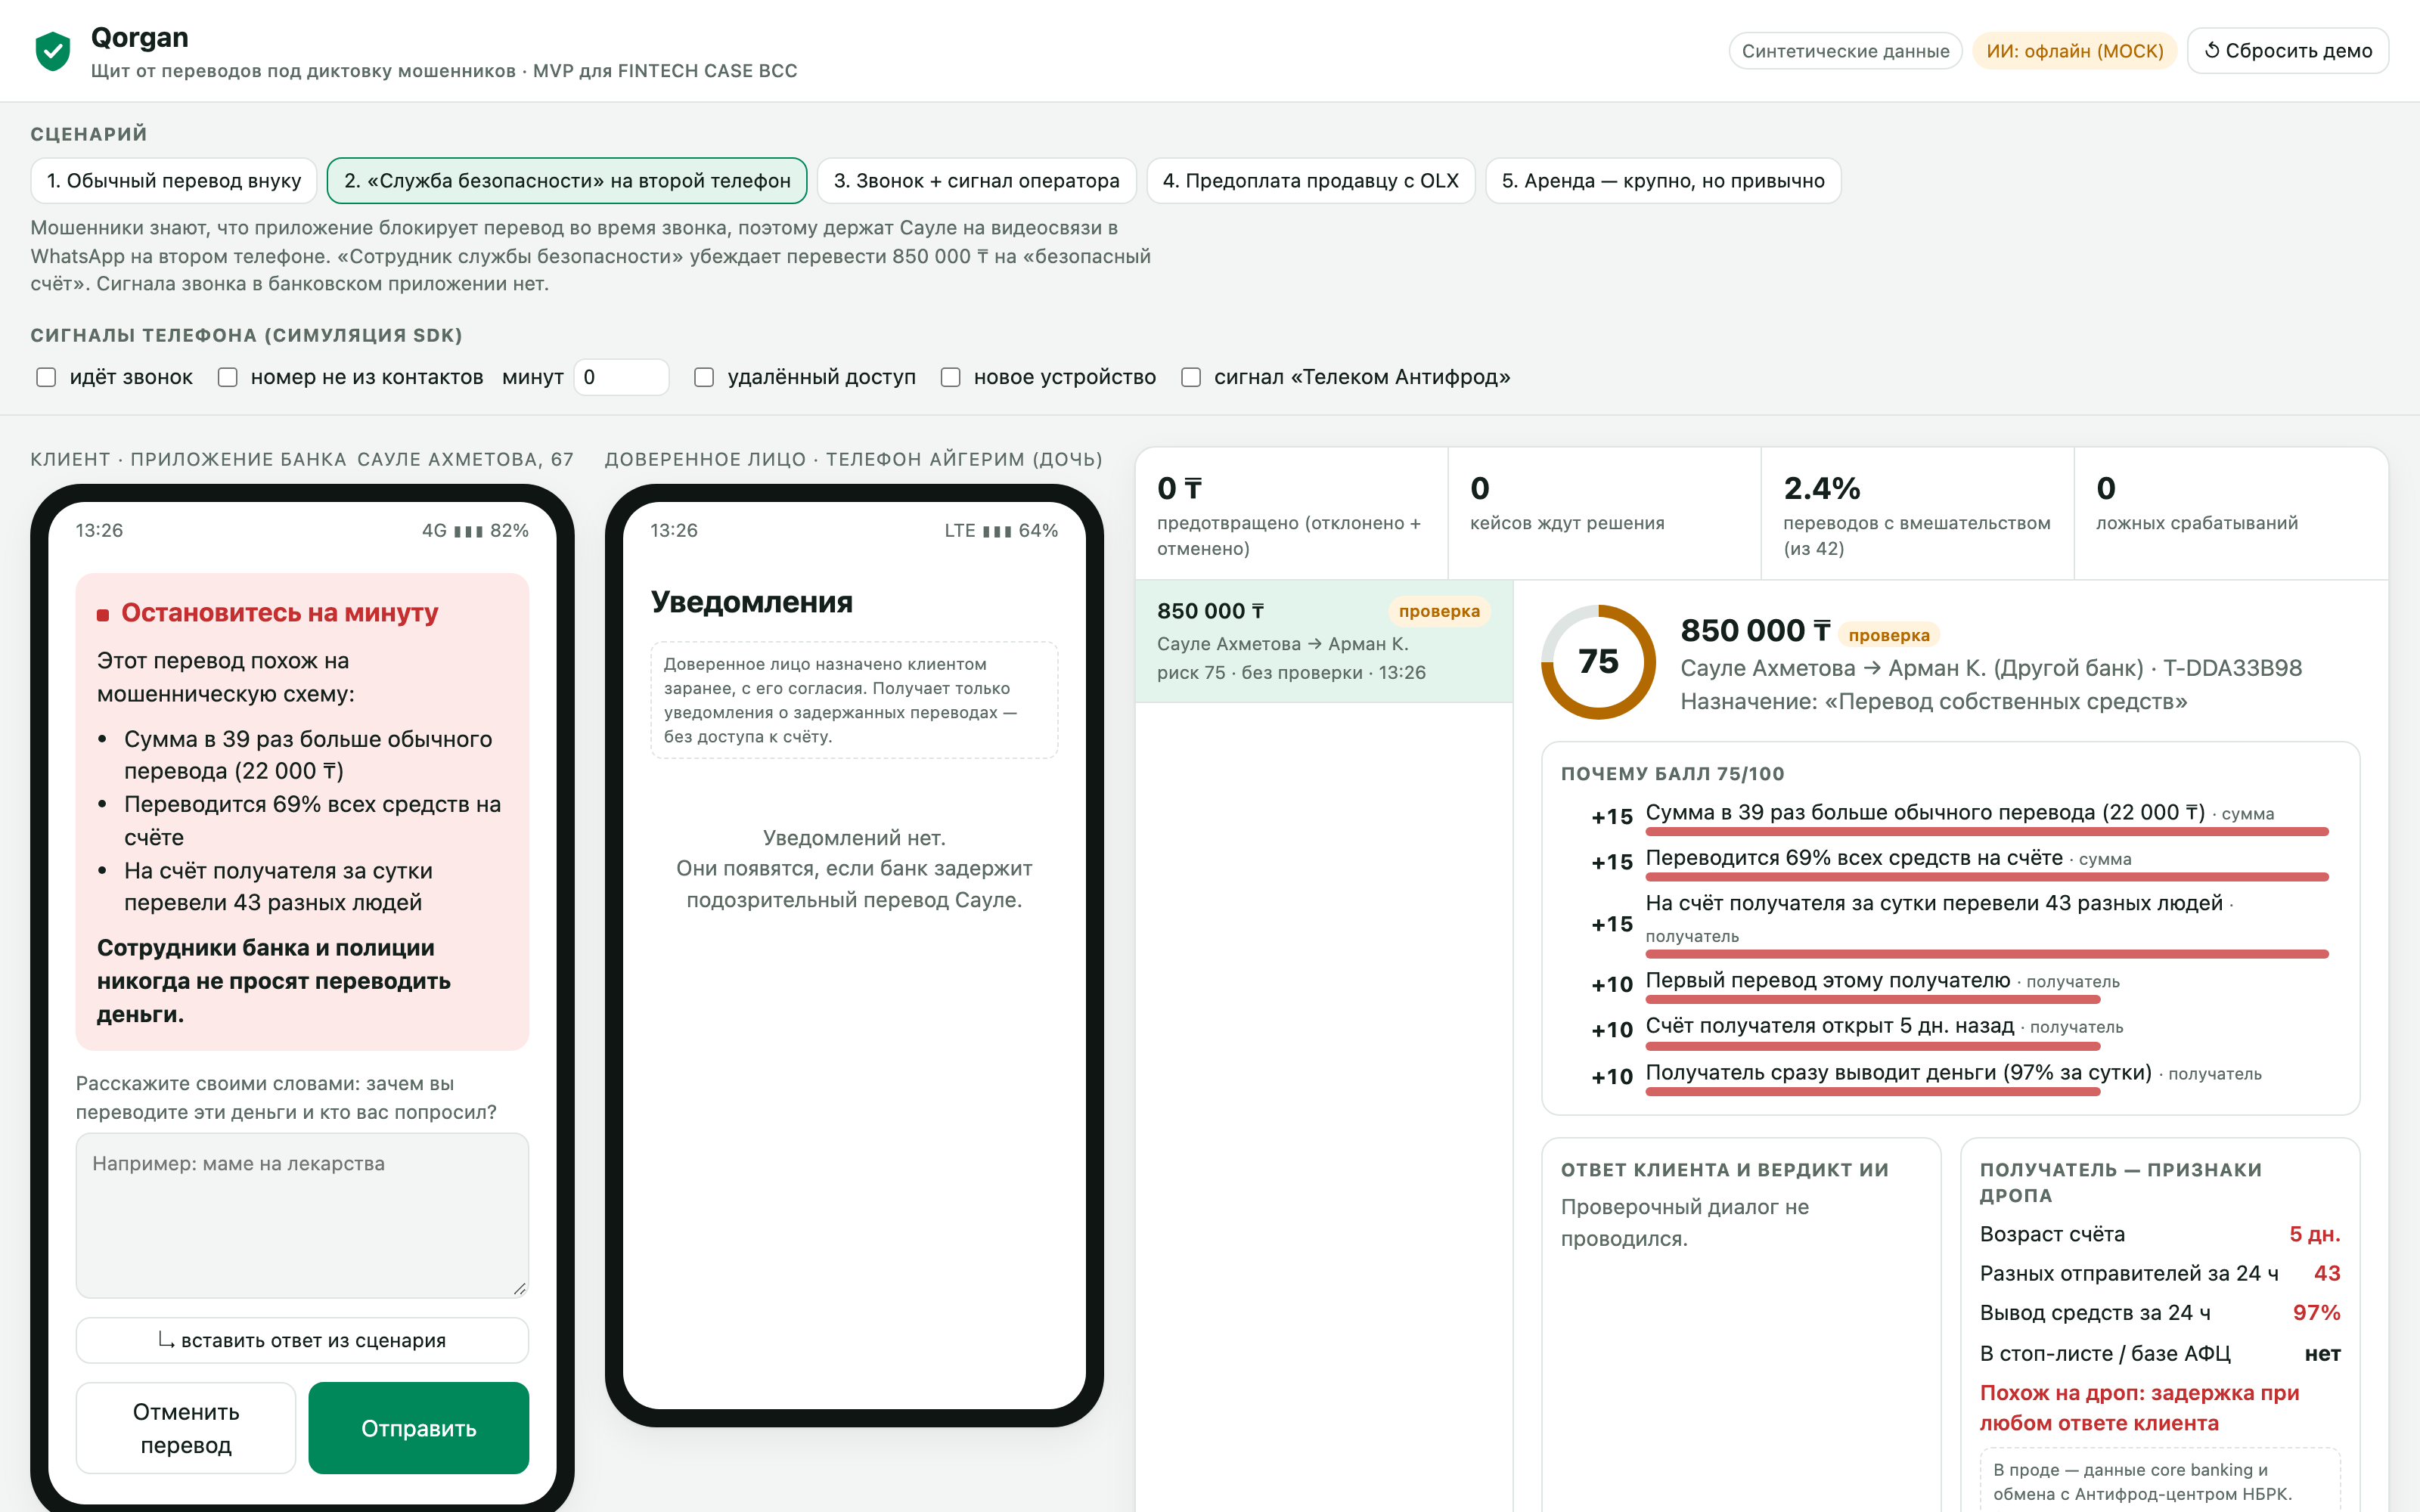 Qorgan
Щит от переводов под диктовку мошенников · MVP для FINTECH CASE BCC
Синтетические данные
ИИ: офлайн (МОСК)
Сбросить демо
СЦЕНАРИЙ
1. Обычный перевод внуку
2. «Служба безопасности» на второй телефон
3. Звонок + сигнал оператора
4. Предоплата продавцу с OLX
5. Аренда — крупно, но привычно
Мошенники знают, что приложение блокирует перевод во время звонка, поэтому держат Сауле на видеосвязи в
WhatsApp на втором телефоне. «Сотрудник службы безопасности» убеждает перевести 850 000 ₸ на «безопасный
счёт». Сигнала звонка в банковском приложении нет.
СИГНАЛЫ ТЕЛЕФОНА (СИМУЛЯЦИЯ SDK)
идёт звонок
номер не из контактов
минут 0
удалённый доступ
новое устройство
сигнал «Телеком Антифрод»
КЛИЕНТ · ПРИЛОЖЕНИЕ БАНКА САУЛЕ АХМЕТОВА, 67
13:26
4G 82%
Остановитесь на минуту
Этот перевод похож на
мошенническую схему:
• Сумма в 39 раз больше обычного
перевода (22 000 ₸)
• Переводится 69% всех средств на
счёте
• На счёт получателя за сутки
перевели 43 разных людей
Сотрудники банка и полиции
никогда не просят переводить
деньги.
Расскажите своими словами: зачем вы
переводите эти деньги и кто вас попросил?
Например: маме на лекарства
вставить ответ из сценария
Отменить
перевод
Отправить
ДОВЕРЕННОЕ ЛИЦО · ТЕЛЕФОН АЙГЕРИМ (ДОЧЬ)
13:26
LTE 64%
Уведомления
Доверенное лицо назначено клиентом
заранее, с его согласия. Получает только
уведомления о задержанных переводах —
без доступа к счёту.
Уведомлений нет.
Они появятся, если банк задержит
подозрительный перевод Сауле.
0 ₸
предотвращено (отклонено +
отменено)
0
кейсов ждут решения
2.4%
переводов с вмешательством
(из 42)
0
ложных срабатываний
850 000 ₸
проверка
Сауле Ахметова → Арман К.
риск 75 · без проверки · 13:26
75
850 000 ₸ проверка
Сауле Ахметова → Арман К. (Другой банк) · T-DDA33B98
Назначение: «Перевод собственных средств»
ПОЧЕМУ БАЛЛ 75/100
+15 Сумма в 39 раз больше обычного перевода (22 000 ₸) · сумма
+15 Переводится 69% всех средств на счёте · сумма
+15 На счёт получателя за сутки перевели 43 разных людей ·
получатель
+10 Первый перевод этому получателю · получатель
+10 Счёт получателя открыт 5 дн. назад · получатель
+10 Получатель сразу выводит деньги (97% за сутки) · получатель
ОТВЕТ КЛИЕНТА И ВЕРДИКТ ИИ
Проверочный диалог не
проводился.
ПОЛУЧАТЕЛЬ — ПРИЗНАКИ
ДРОПА
Возраст счёта 5 дн.
Разных отправителей за 24 ч 43
Вывод средств за 24 ч 97%
В стоп-листе / базе АФЦ нет
Похож на дроп: задержка при
любом ответе клиента
В проде — данные core banking и
обмена с Антифрод-центром НБРК.